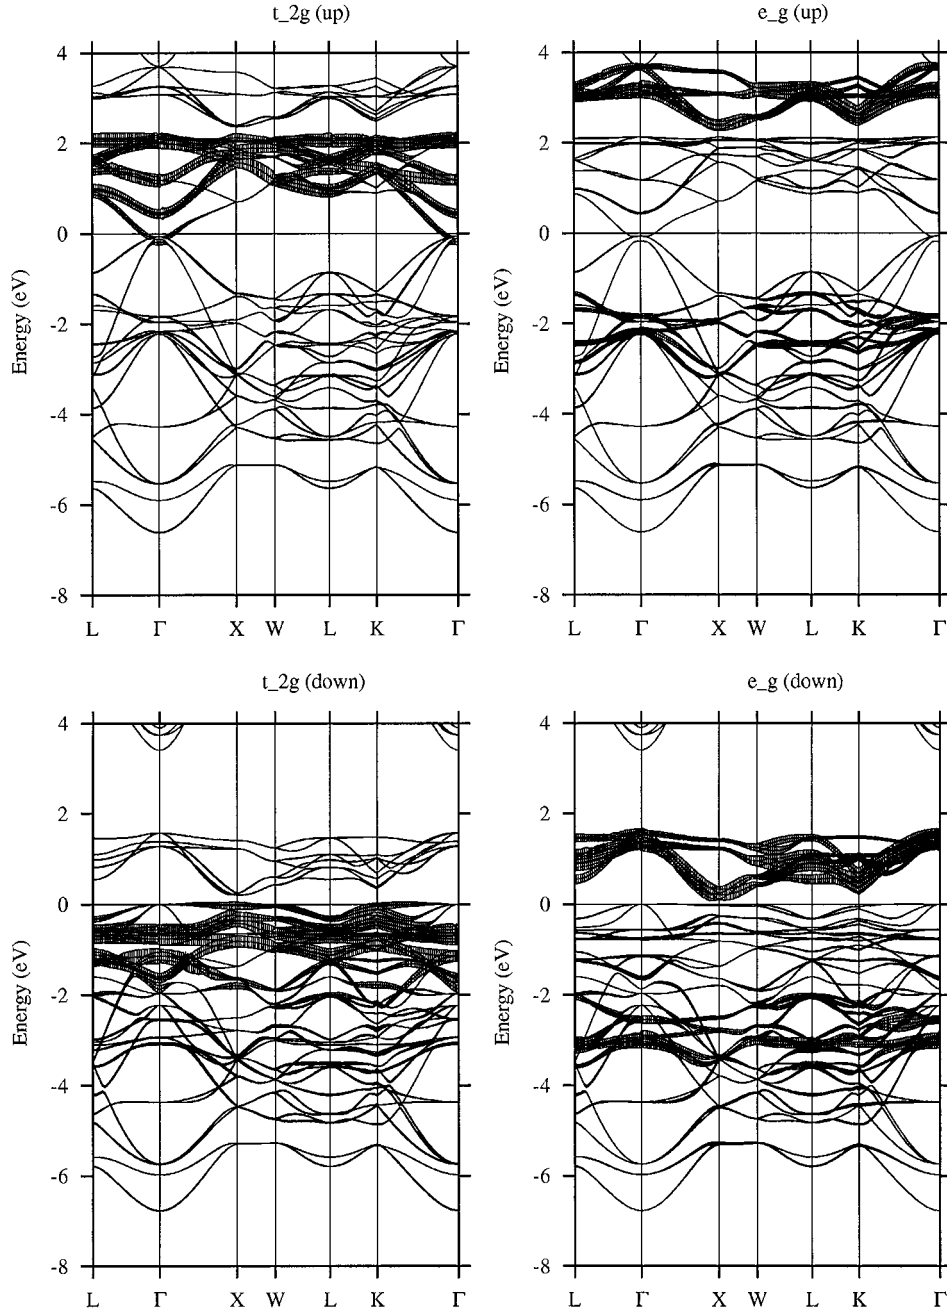 t_2g (up)
4
2
0
-2
-4
-6
-8
Energy (eV)
L Γ X W L K Γ
e_g (up)
4
2
0
-2
-4
-6
-8
Energy (eV)
L Γ X W L K Γ
t_2g (down)
4
2
0
-2
-4
-6
-8
Energy (eV)
L Γ X W L K Γ
e_g (down)
4
2
0
-2
-4
-6
-8
Energy (eV)
L Γ X W L K Γ